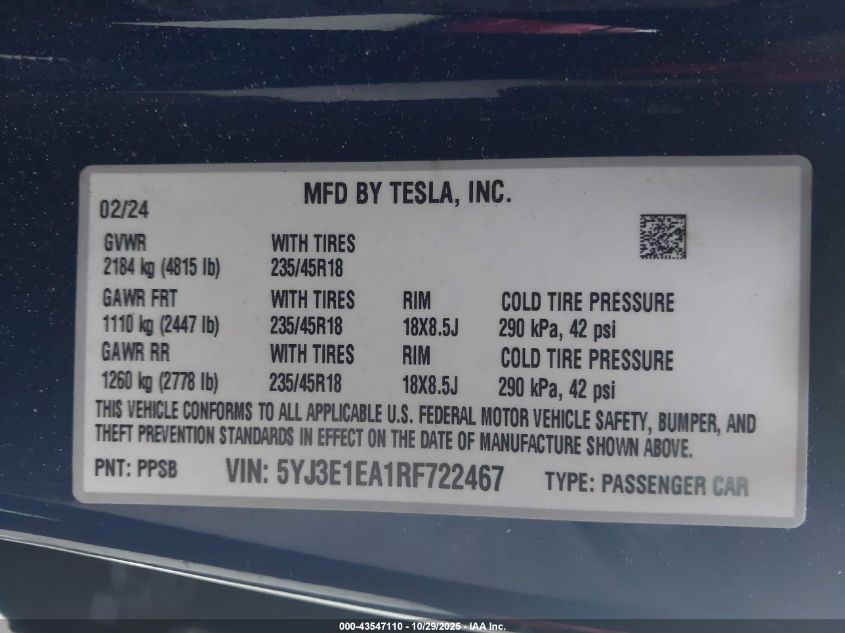 MFD BY TESLA, INC.
02/24
GVWR WITH TIRES
2184 kg (4815 lb) 235/45R18
GAWR FRT WITH TIRES RIM COLD TIRE PRESSURE
1110 kg (2447 lb) 235/45R18 18X8.5J 290 kPa, 42 psi
GAWR RR WITH TIRES RIM COLD TIRE PRESSURE
1260 kg (2778 lb) 235/45R18 18X8.5J 290 kPa, 42 psi
THIS VEHICLE CONFORMS TO ALL APPLICABLE U.S. FEDERAL MOTOR VEHICLE SAFETY, BUMPER, AND
THEFT PREVENTION STANDARDS IN EFFECT ON THE DATE OF MANUFACTURE SHOWN ABOVE.
PNT: PPSB VIN: 5YJ3E1EA1RF722467 TYPE: PASSENGER CAR
000-43547110 - 10/29/2025 - IAA Inc.